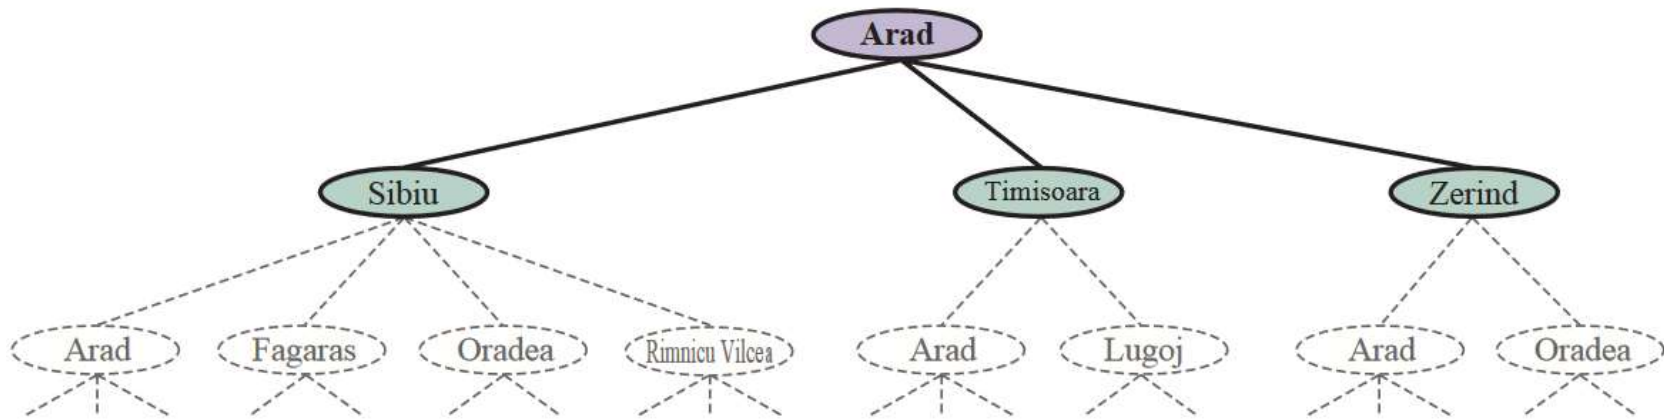 Arad
Sibiu
Timisoara
Zerind
Arad
Fagaras
Oradea
Rimnicu Vilcea
Arad
Lugoj
Arad
Oradea